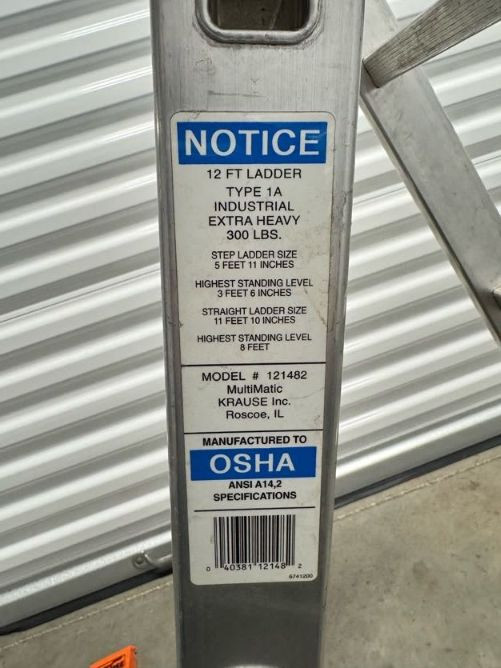 NOTICE
12 FT LADDER
TYPE 1A
INDUSTRIAL
EXTRA HEAVY
300 LBS.
STEP LADDER SIZE
5 FEET 11 INCHES
HIGHEST STANDING LEVEL
3 FEET 6 INCHES
STRAIGHT LADDER SIZE
11 FEET 10 INCHES
HIGHEST STANDING LEVEL
8 FEET
MODEL # 121482
MultiMatic
KRAUSE Inc.
Roscoe, IL
MANUFACTURED TO
OSHA
ANSI A14,2
SPECIFICATIONS
0 40381 12148 2
6741200